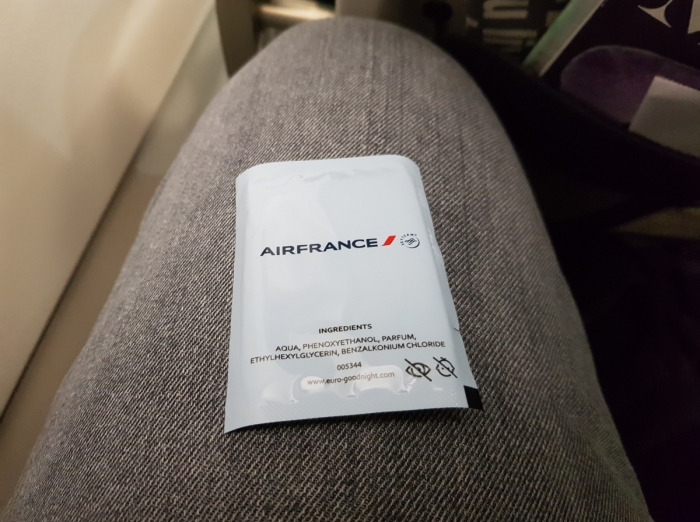 AIRFRANCE
INGREDIENTS
AQUA, PHENOXYETHANOL, PARFUM,
ETHYLHEXYLGLYCERIN, BENZALKONIUM CHLORIDE
005344
www.euro-goodnight.com